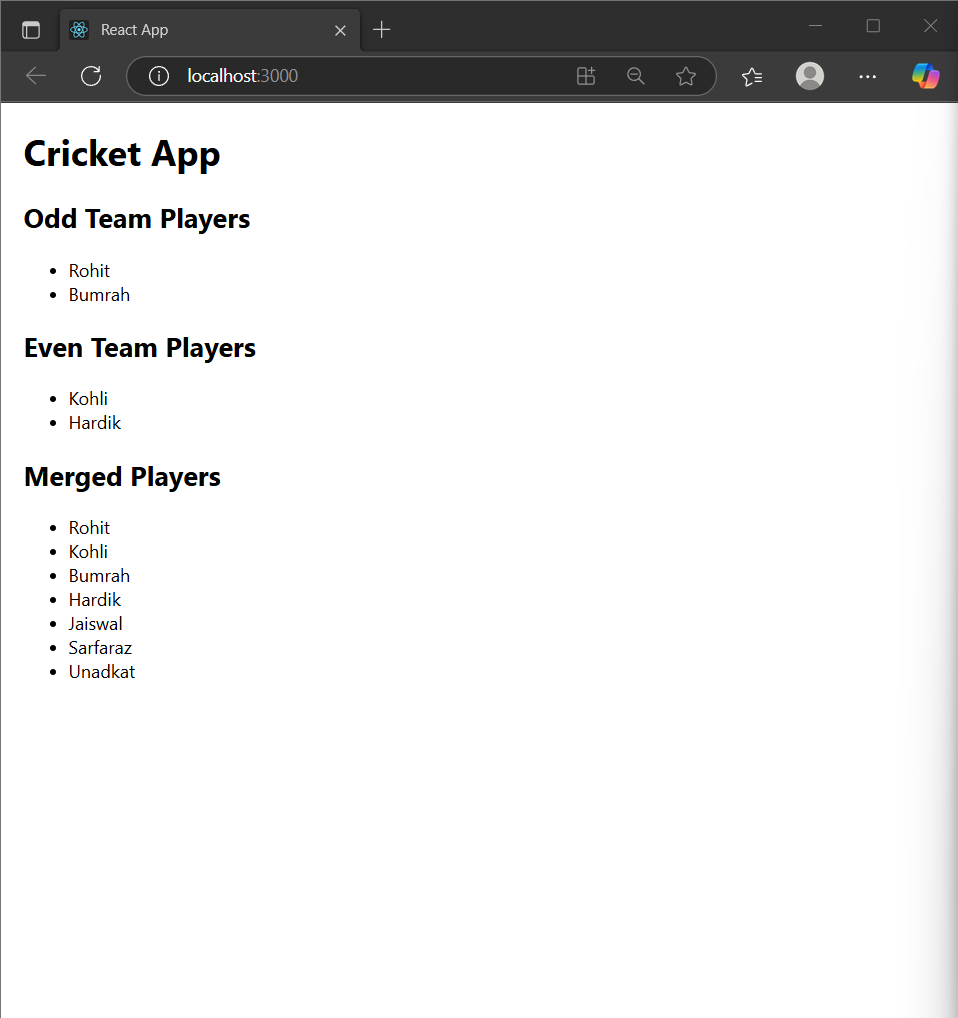 React App
localhost:3000
Cricket App
Odd Team Players
Rohit
Bumrah
Even Team Players
Kohli
Hardik
Merged Players
Rohit
Kohli
Bumrah
Hardik
Jaiswal
Sarfaraz
Unadkat